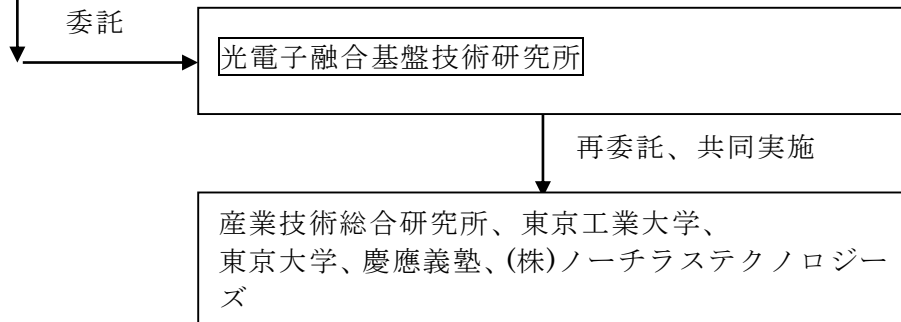 委託
光電子融合基盤技術研究所
再委託、共同実施
産業技術総合研究所、東京工業大学、
東京大学、慶應義塾、(株)ノーチラステクノロジー
ズ